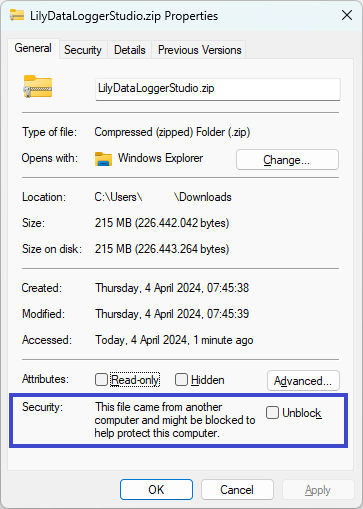 LilyDataLoggerStudio.zip Properties
General Security Details Previous Versions
LilyDataLoggerStudio.zip
Type of file: Compressed (zipped) Folder (.zip)
Opens with: Windows Explorer Change...
Location: C:\Users\ \Downloads
Size: 215 MB (226.442.042 bytes)
Size on disk: 215 MB (226.443.264 bytes)
Created: Thursday, 4 April 2024, 07:45:38
Modified: Thursday, 4 April 2024, 07:45:39
Accessed: Today, 4 April 2024, 1 minute ago
Attributes: Read-only Hidden Advanced...
Security: This file came from another
computer and might be blocked to
help protect this computer.
Unblock
OK Cancel Apply